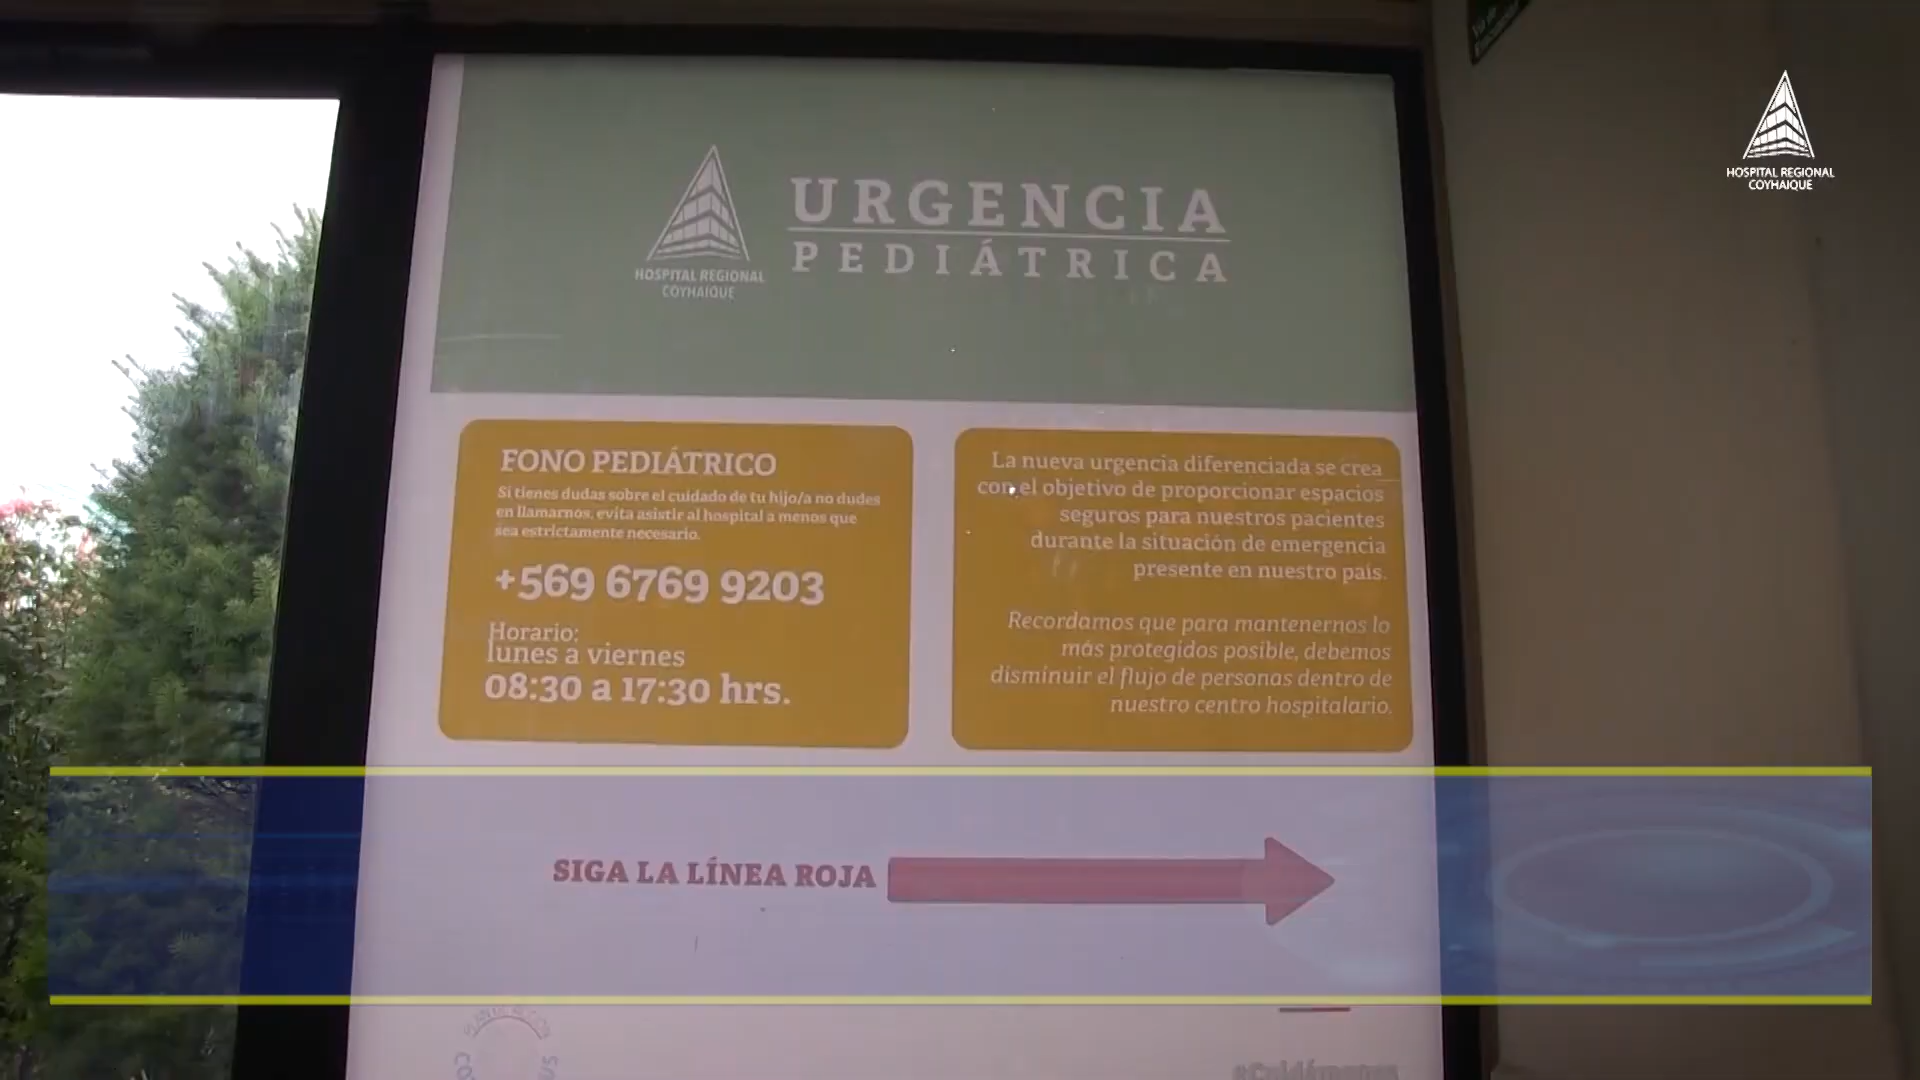 HOSPITAL REGIONAL
COYHAIQUE
URGENCIA
PEDIÁTRICA
HOSPITAL REGIONAL
COYHAIQUE
FONO PEDIÁTRICO
Si tienes dudas sobre el cuidado de tu hijo/a no dudes
en llamarnos, evita asistir al hospital a menos que
sea estrictamente necesario.
+569 6769 9203
Horario:
lunes a viernes
08:30 a 17:30 hrs.
La nueva urgencia diferenciada se crea
con el objetivo de proporcionar espacios
seguros para nuestros pacientes
durante la situación de emergencia
presente en nuestro país.
Recordamos que para mantenernos lo
más protegidos posible, debemos
disminuir el flujo de personas dentro de
nuestro centro hospitalario.
SIGA LA LÍNEA ROJA